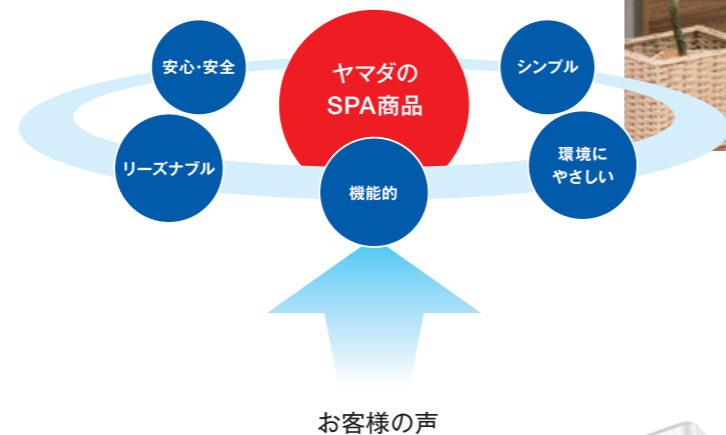 ヤマダの
SPA商品
安心・安全
シンプル
リーズナブル
機能的
環境に
やさしい
お客様の声